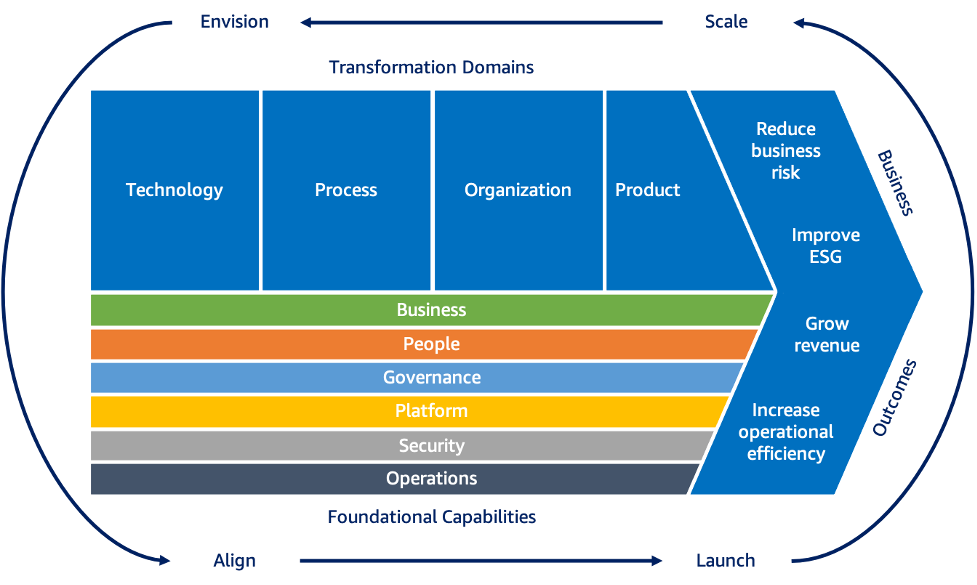 Envision
Scale
Transformation Domains
Technology
Process
Organization
Product
Reduce
business
risk
Improve
ESG
Grow
revenue
Increase
operational
efficiency
Business
Outcomes
Business
People
Governance
Platform
Security
Operations
Foundational Capabilities
Align
Launch